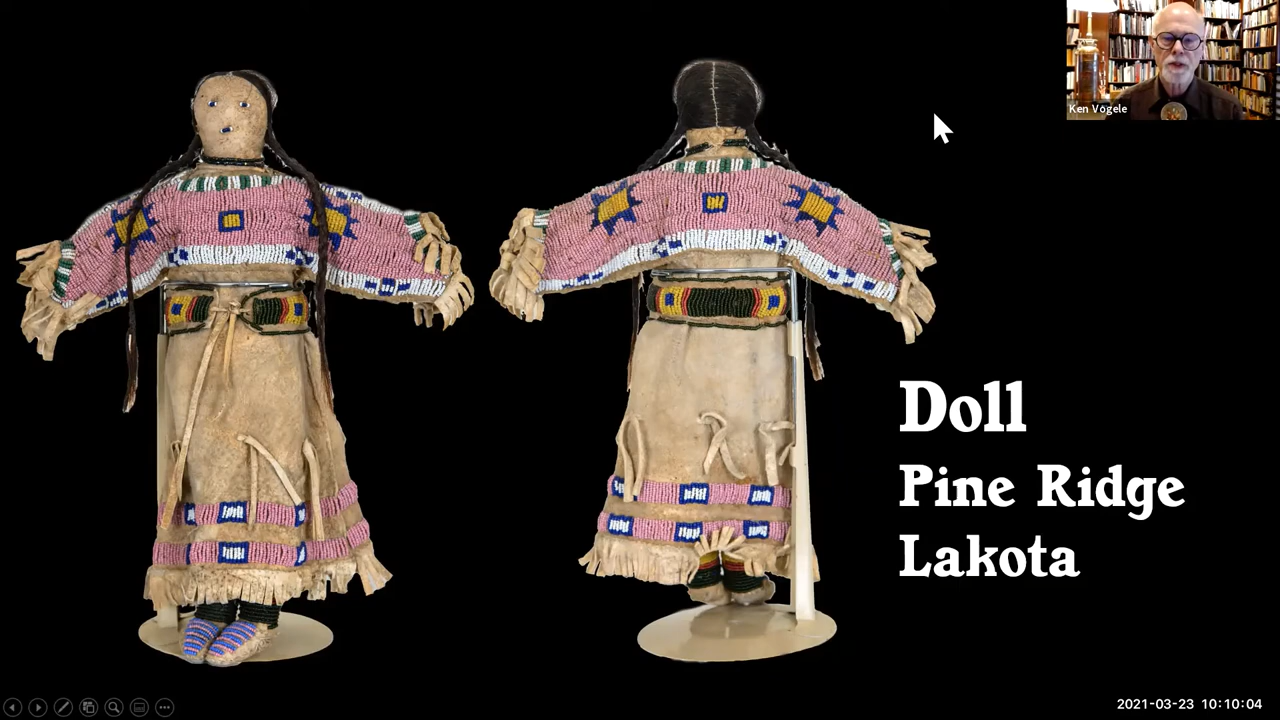 Ken Vogele
Doll
Pine Ridge
Lakota
2021-03-23 10:10:04